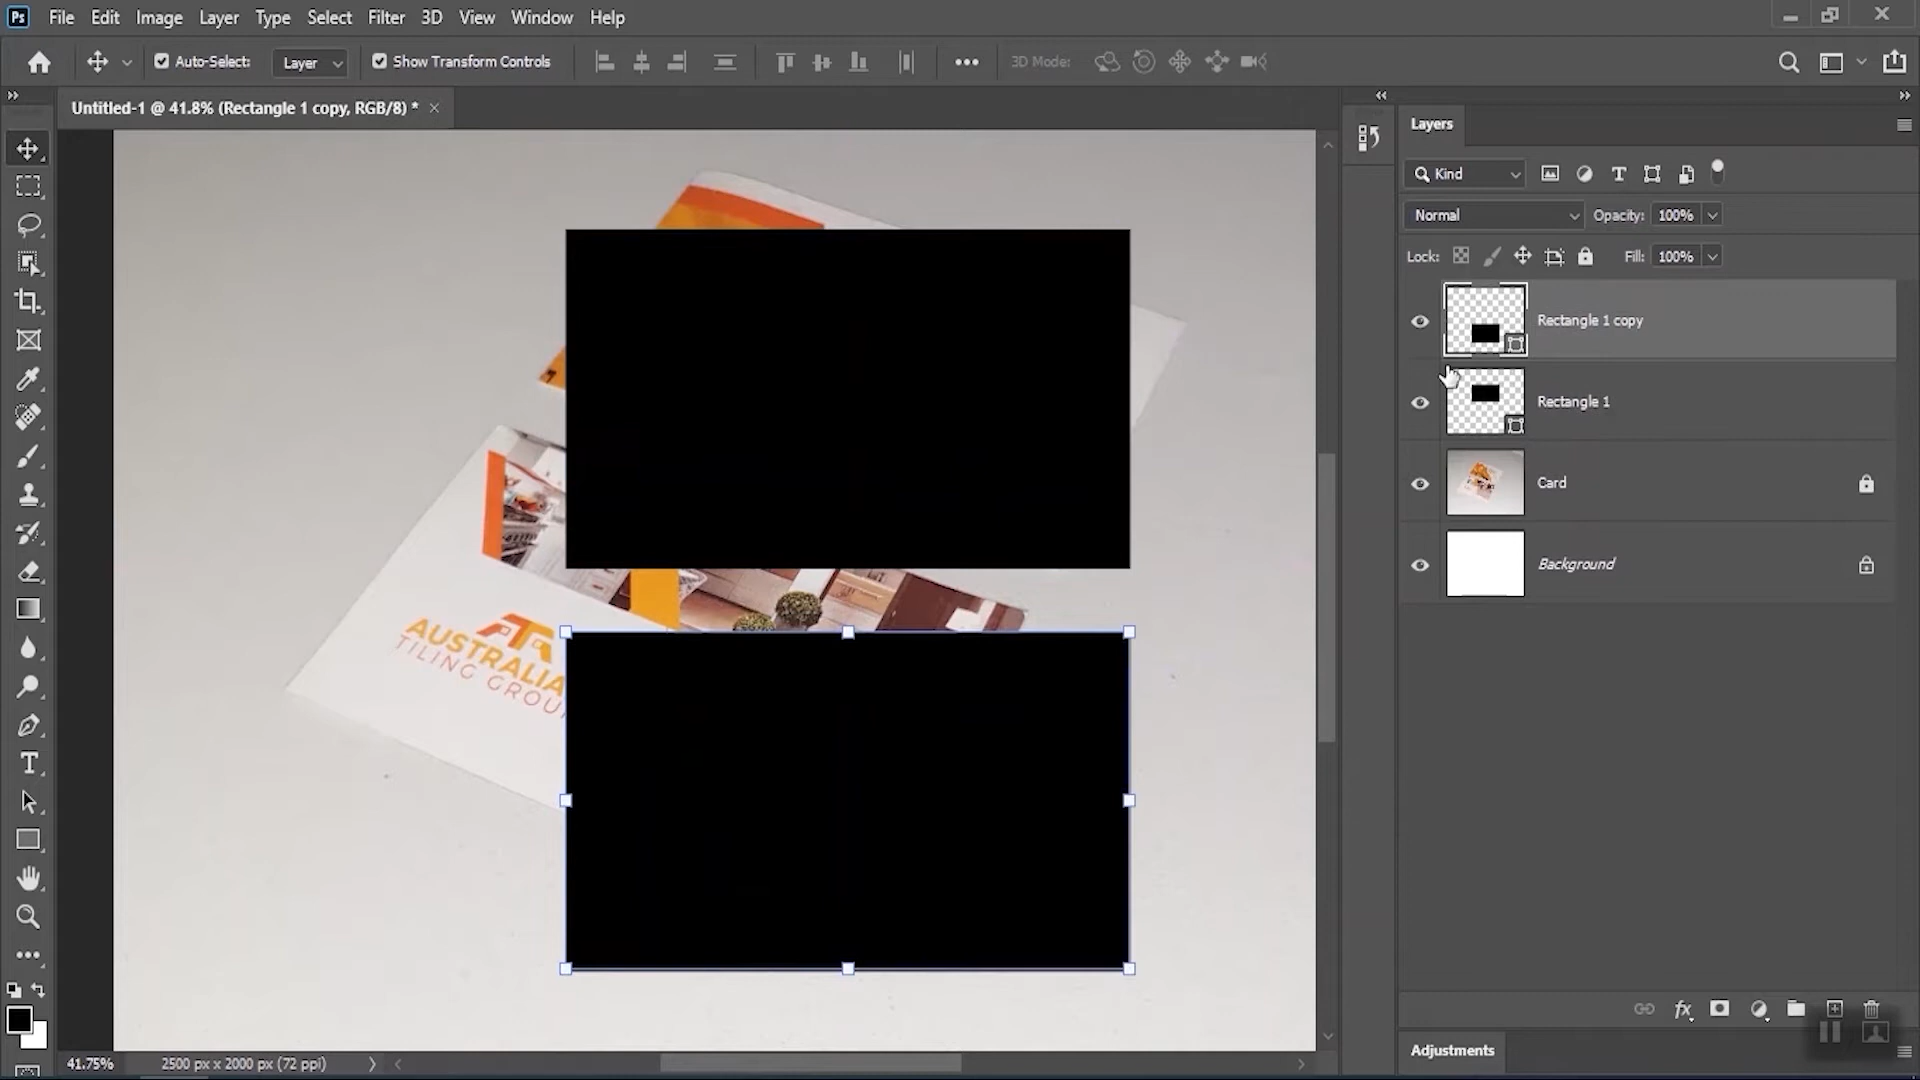 Ps File Edit Image Layer Type Select Filter 3D View Window Help
Auto-Select: Layer Show Transform Controls 3D Mode:
Untitled-1 @ 41.8% (Rectangle 1 copy, RGB/8) *
Layers
Kind
Normal Opacity: 100%
Lock: Fill: 100%
Rectangle 1 copy
Rectangle 1
Card
Background
AUSTRALIA
TILING GROU
41.75% 2500 px x 2000 px (72 ppi)
Adjustments